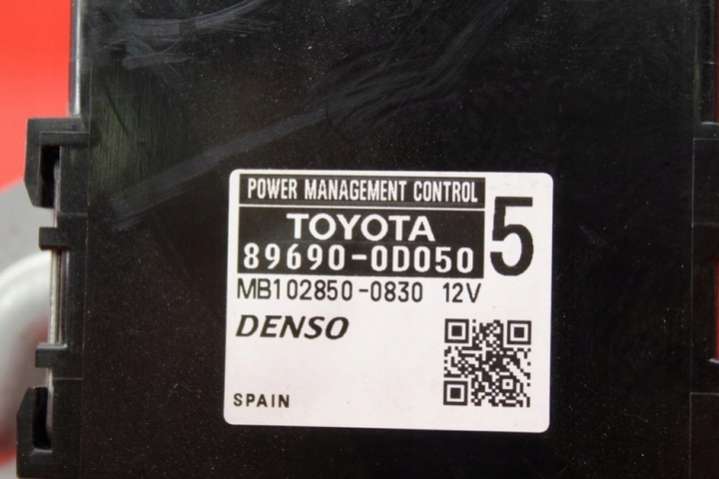 POWER MANAGEMENT CONTROL
TOYOTA 5
89690-0D050
MB102850-0830 12V
DENSO
SPAIN